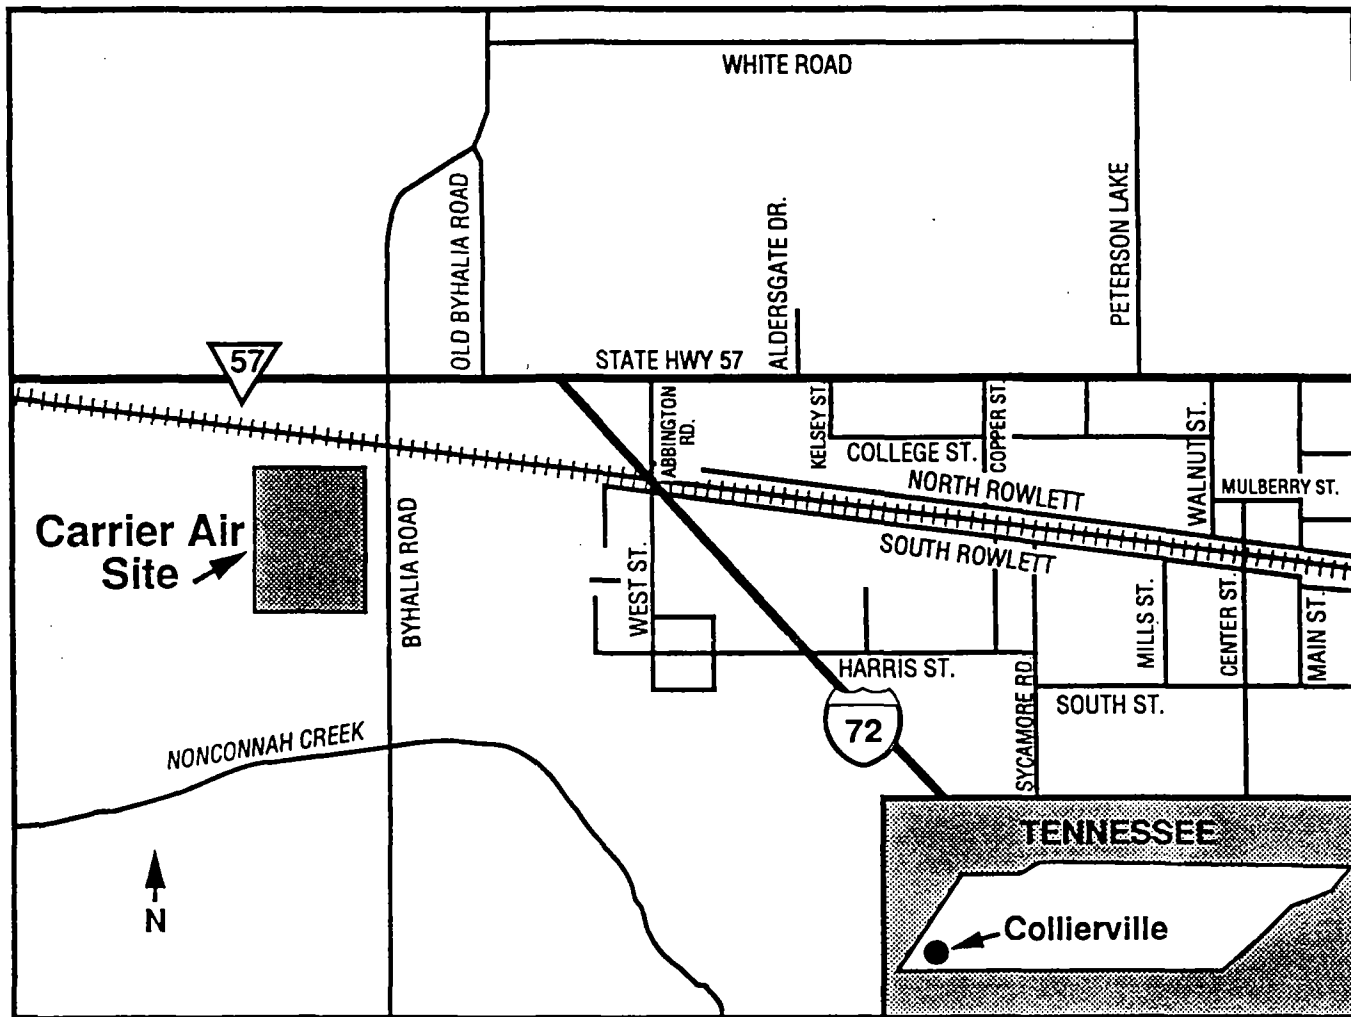 WHITE ROAD
OLD BYHALIA ROAD
ALDERSGATE DR.
PETERSON LAKE
57
STATE HWY 57
ABBINGTON
RD.
KELSEY ST
COLLEGE ST.
COPPER ST.
WALNUT ST.
MULBERRY ST.
NORTH ROWLETT
SOUTH ROWLETT
Carrier Air
Site
BYHALIA ROAD
WEST ST.
HARRIS ST.
SYCAMORE RD.
MILLS ST.
CENTER ST.
MAIN ST.
SOUTH ST.
72
NONCONNAH CREEK
N
TENNESSEE
Collierville